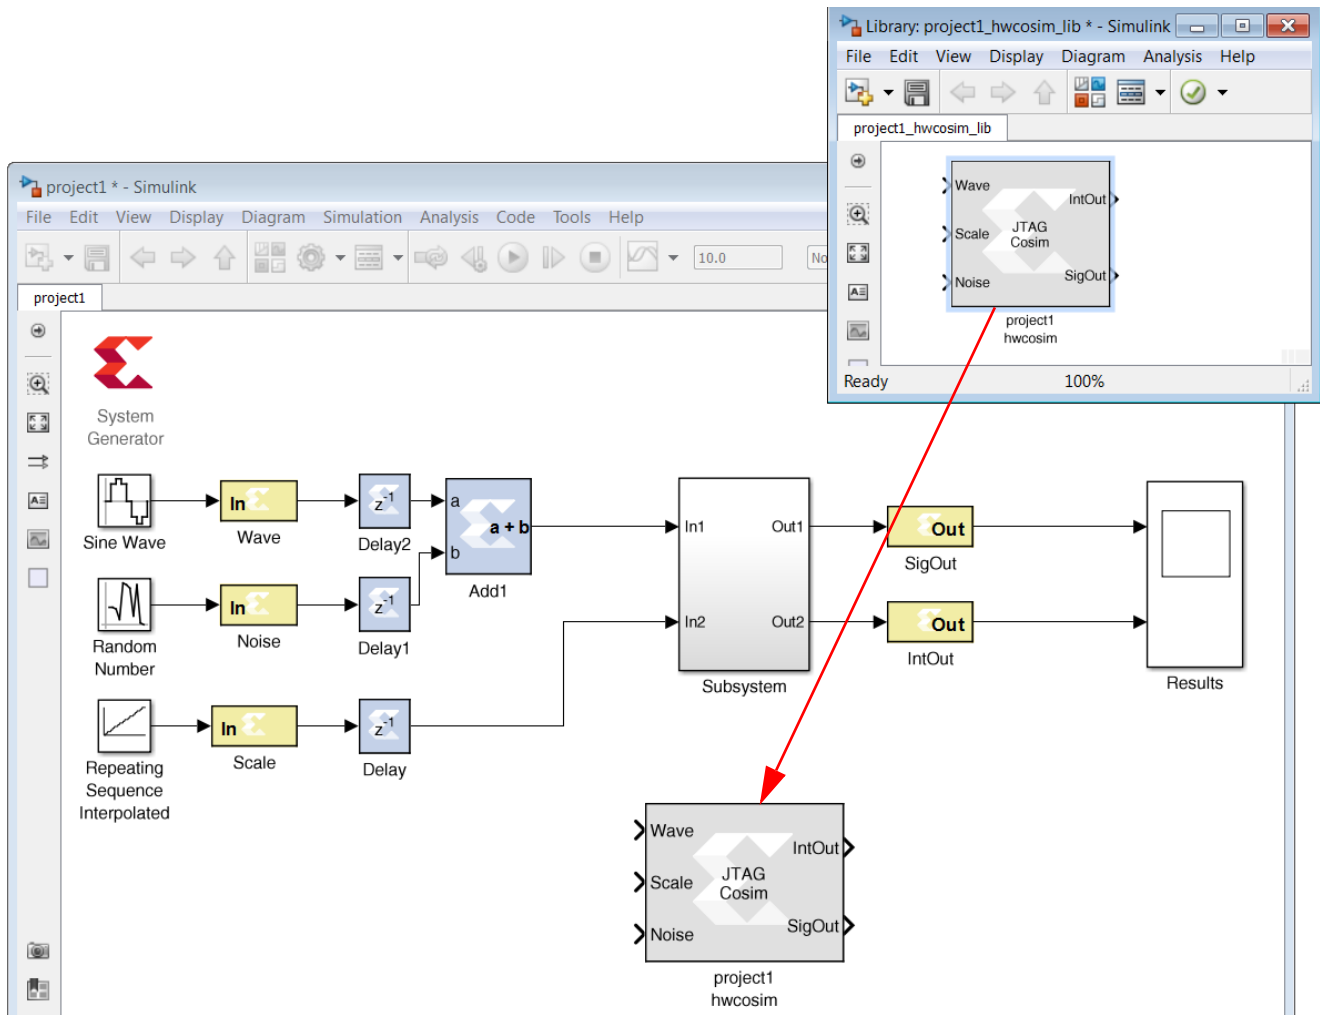 Library: project1_hwcosim_lib * - Simulink
File Edit View Display Diagram Analysis Help
project1_hwcosim_lib
Wave
IntOut
JTAG
Scale
Cosim
SigOut
Noise
project1
hwcosim
Ready
100%
project1 * - Simulink
File Edit View Display Diagram Simulation Analysis Code Tools Help
10.0
No
project1
System
Generator
Sine Wave
In
Wave
z-1
Delay2
a
b
a + b
Add1
Random
Number
In
Noise
z-1
Delay1
Repeating
Sequence
Interpolated
In
Scale
z-1
Delay
In1
Out1
In2
Out2
Subsystem
Out
SigOut
Out
IntOut
Results
Wave
IntOut
JTAG
Scale
Cosim
SigOut
Noise
project1
hwcosim